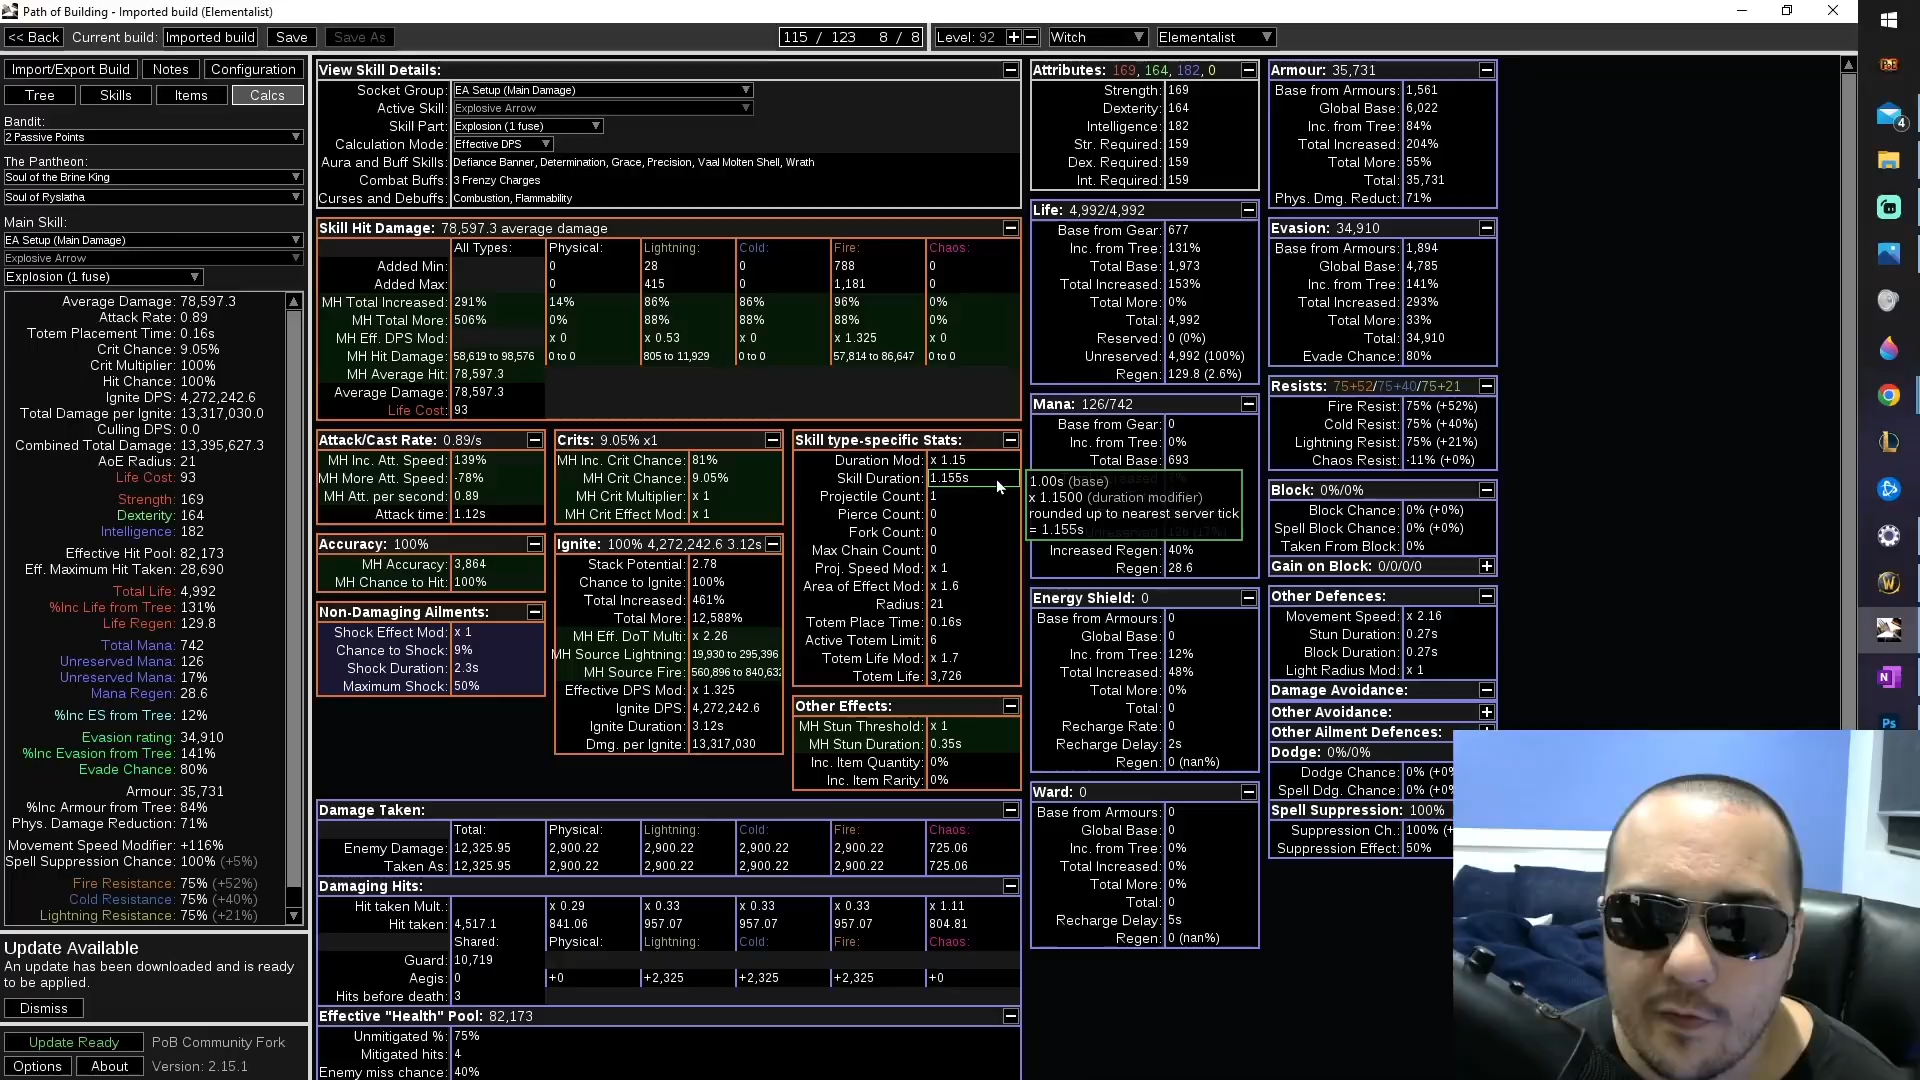 Path of Building - Imported build (Elementalist)
<< Back
Current build: Imported build
Save
Save As
115 / 123 8 / 8
Level: 92
Witch
Elementalist
Import/Export Build
Notes
Configuration
Tree
Skills
Items
Calcs
Bandit:
2 Passive Points
The Pantheon:
Soul of the Brine King
Soul of Ryslatha
Main Skill:
EA Setup (Main Damage)
Explosive Arrow
Explosion (1 fuse)
Average Damage: 78,597.3
Attack Rate: 0.89
Totem Placement Time: 0.16s
Crit Chance: 9.05%
Crit Multiplier: 100%
Hit Chance: 100%
Ignite DPS: 4,272,242.6
Total Damage per Ignite: 13,317,030.0
Culling DPS: 0.0
Combined Total Damage: 13,395,627.3
AoE Radius: 21
Life Cost: 93
Strength: 169
Dexterity: 164
Intelligence: 182
Effective Hit Pool: 82,173
Eff. Maximum Hit Taken: 28,690
Total Life: 4,992
%Inc Life from Tree: 131%
Life Regen: 129.8
Total Mana: 742
Unreserved Mana: 126
Unreserved Mana: 17%
Mana Regen: 28.6
%Inc ES from Tree: 12%
Evasion rating: 34,910
%Inc Evasion from Tree: 141%
Evade Chance: 80%
Armour: 35,731
%Inc Armour from Tree: 84%
Phys. Damage Reduction: 71%
Movement Speed Modifier: +116%
Spell Suppression Chance: 100% (+5%)
Fire Resistance: 75% (+52%)
Cold Resistance: 75% (+40%)
Lightning Resistance: 75% (+21%)
Update Available
An update has been downloaded and is ready
to be applied.
Dismiss
Update Ready
PoB Community Fork
Options
About
Version: 2.15.1
View Skill Details:
Socket Group: EA Setup (Main Damage)
Active Skill: Explosive Arrow
Skill Part: Explosion (1 fuse)
Calculation Mode: Effective DPS
Aura and Buff Skills: Defiance Banner, Determination, Grace, Precision, Vaal Molten Shell, Wrath
Combat Buffs: 3 Frenzy Charges
Curses and Debuffs: Combustion, Flammability
Skill Hit Damage: 78,597.3 average damage
All Types: Physical: Lightning: Cold: Fire: Chaos:
Added Min: 0 28 0 788 0
Added Max: 0 415 0 1,181 0
MH Total Increased: 291% 14% 86% 86% 96% 0%
MH Total More: 506% 0% 88% 88% 88% 0%
MH Eff. DPS Mod: x 0 x 0.53 x 0 x 1.325 x 0
MH Hit Damage: 58,619 to 98,576 0 to 0 805 to 11,929 0 to 0 57,814 to 86,647 0 to 0
MH Average Hit: 78,597.3
Average Damage: 78,597.3
Life Cost: 93
Attack/Cast Rate: 0.89/s
MH Inc. Att. Speed: 139%
MH More Att. Speed: -78%
MH Att. per second: 0.89
Attack time: 1.12s
Accuracy: 100%
MH Accuracy: 3,864
MH Chance to Hit: 100%
Non-Damaging Ailments:
Shock Effect Mod: x 1
Chance to Shock: 9%
Shock Duration: 2.3s
Maximum Shock: 50%
Crits: 9.05% x1
MH Inc. Crit Chance: 81%
MH Crit Chance: 9.05%
MH Crit Multiplier: x 1
MH Crit Effect Mod: x 1
Ignite: 100% 4,272,242.6 3.12s
Stack Potential: 2.78
Chance to Ignite: 100%
Total Increased: 461%
Total More: 12,588%
MH Eff. DoT Multi: x 2.26
MH Source Lightning: 19,930 to 295,396
MH Source Fire: 560,896 to 840,632
Effective DPS Mod: x 1.325
Ignite DPS: 4,272,242.6
Ignite Duration: 3.12s
Dmg. per Ignite: 13,317,030
Skill type-specific Stats:
Duration Mod: x 1.15
Skill Duration: 1.155s
Projectile Count: 1
Pierce Count: 0
Fork Count: 0
Max Chain Count: 0
Proj. Speed Mod: x 1
Area of Effect Mod: x 1.6
Radius: 21
Totem Place Time: 0.16s
Active Totem Limit: 6
Totem Life Mod: x 1.7
Totem Life: 3,726
Other Effects:
MH Stun Threshold: x 1
MH Stun Duration: 0.35s
Inc. Item Quantity: 0%
Inc. Item Rarity: 0%
Damage Taken:
Total: Physical: Lightning: Cold: Fire: Chaos:
Enemy Damage: 12,325.95 2,900.22 2,900.22 2,900.22 2,900.22 725.06
Taken As: 12,325.95 2,900.22 2,900.22 2,900.22 2,900.22 725.06
Damaging Hits:
Hit taken Mult.: x 0.29 x 0.33 x 0.33 x 0.33 x 1.11
Hit taken: 4,517.1 841.06 957.07 957.07 957.07 804.81
Shared: Physical: Lightning: Cold: Fire: Chaos:
Guard: 10,719
Aegis: 0 +0 +2,325 +2,325 +2,325 +0
Hits before death: 3
Effective "Health" Pool: 82,173
Unmitigated %: 75%
Mitigated hits: 4
Enemy miss chance: 40%
Attributes: 169, 164, 182, 0
Strength: 169
Dexterity: 164
Intelligence: 182
Str. Required: 159
Dex. Required: 159
Int. Required: 159
Life: 4,992/4,992
Base from Gear: 677
Inc. from Tree: 131%
Total Base: 1,973
Total Increased: 153%
Total More: 0%
Total: 4,992
Reserved: 0 (0%)
Unreserved: 4,992 (100%)
Regen: 129.8 (2.6%)
Mana: 126/742
Base from Gear: 0
Inc. from Tree: 0%
Total Base: 693
1.00s (base)
x 1.1500 (duration modifier)
rounded up to nearest server tick
= 1.155s
Increased Regen: 40%
Regen: 28.6
Energy Shield: 0
Base from Armours: 0
Global Base: 0
Inc. from Tree: 12%
Total Increased: 48%
Total More: 0%
Total: 0
Recharge Rate: 0
Recharge Delay: 2s
Regen: 0 (nan%)
Ward: 0
Base from Armours: 0
Global Base: 0
Inc. from Tree: 0%
Total Increased: 0%
Total More: 0%
Total: 0
Recharge Delay: 5s
Regen: 0 (nan%)
Armour: 35,731
Base from Armours: 1,561
Global Base: 6,022
Inc. from Tree: 84%
Total Increased: 204%
Total More: 55%
Total: 35,731
Phys. Dmg. Reduct: 71%
Evasion: 34,910
Base from Armours: 1,894
Global Base: 4,785
Inc. from Tree: 141%
Total Increased: 293%
Total More: 33%
Total: 34,910
Evade Chance: 80%
Resists: 75+52/75+40/75+21
Fire Resist: 75% (+52%)
Cold Resist: 75% (+40%)
Lightning Resist: 75% (+21%)
Chaos Resist: -11% (+0%)
Block: 0%/0%
Block Chance: 0% (+0%)
Spell Block Chance: 0% (+0%)
Taken From Block: 0%
Gain on Block: 0/0/0/0
Other Defences:
Movement Speed: x 2.16
Stun Duration: 0.27s
Block Duration: 0.27s
Light Radius Mod: x 1
Damage Avoidance:
Other Avoidance:
Other Ailment Defences:
Dodge: 0%/0%
Dodge Chance: 0% (+0%
Spell Ddg. Chance: 0% (+0%
Spell Suppression: 100%
Suppression Ch.: 100% (+
Suppression Effect: 50%
4
N
Ps